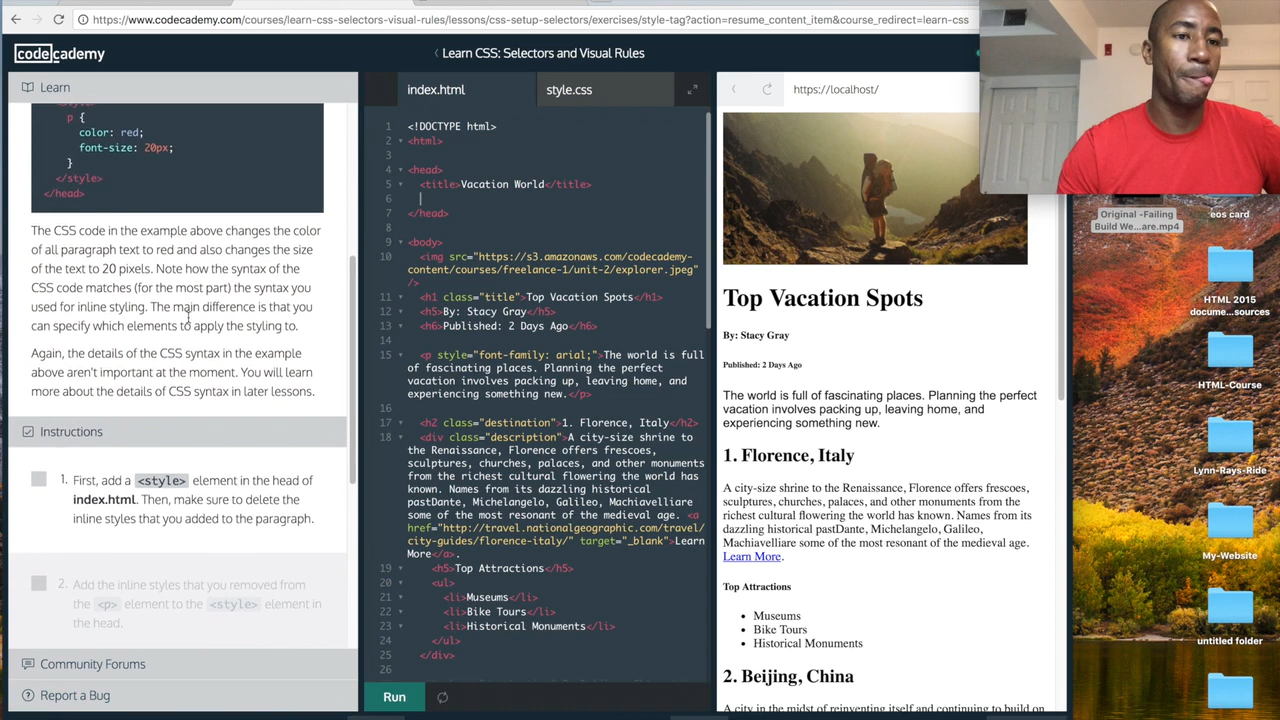 https://www.codecademy.com/courses/learn-css-selectors-visual-rules/lessons/css-setup-selectors/exercises/style-tag?action=resume_content_item&course_redirect=learn-css
codecademy
Learn CSS: Selectors and Visual Rules
Learn
p {
color: red;
font-size: 20px;
}
</style>
</head>
The CSS code in the example above changes the color
of all paragraph text to red and also changes the size
of the text to 20 pixels. Note how the syntax of the
CSS code matches (for the most part) the syntax you
used for inline styling. The main difference is that you
can specify which elements to apply the styling to.
Again, the details of the CSS syntax in the example
above aren't important at the moment. You will learn
more about the details of CSS syntax in later lessons.
Instructions
1. First, add a <style> element in the head of
index.html. Then, make sure to delete the
inline styles that you added to the paragraph.
2. Add the inline styles that you removed from
the <p> element to the <style> element in
the head.
Community Forums
Report a Bug
index.html
style.css
1 <!DOCTYPE html>
2 <html>
3
4 <head>
5 <title>Vacation World</title>
6
7 </head>
8
9 <body>
10 <img src="https://s3.amazonaws.com/codecademy-
content/courses/freelance-1/unit-2/explorer.jpeg"
/>
11 <h1 class="title">Top Vacation Spots</h1>
12 <h5>By: Stacy Gray</h5>
13 <h6>Published: 2 Days Ago</h6>
14
15 <p style="font-family: arial;">The world is full
of fascinating places. Planning the perfect
vacation involves packing up, leaving home, and
experiencing something new.</p>
16
17 <h2 class="destination">1. Florence, Italy</h2>
18 <div class="description">A city-size shrine to
the Renaissance, Florence offers frescoes,
sculptures, churches, palaces, and other monuments
from the richest cultural flowering the world has
known. Names from its dazzling historical
pastDante, Michelangelo, Galileo, Machiavelliare
some of the most resonant of the medieval age. <a
href="http://travel.nationalgeographic.com/travel/
city-guides/florence-italy/" target="_blank">Learn
More</a>.
19 <h5>Top Attractions</h5>
20 <ul>
21 <li>Museums</li>
22 <li>Bike Tours</li>
23 <li>Historical Monuments</li>
24 </ul>
25 </div>
26
Run
https://localhost/
Top Vacation Spots
By: Stacy Gray
Published: 2 Days Ago
The world is full of fascinating places. Planning the perfect
vacation involves packing up, leaving home, and
experiencing something new.
1. Florence, Italy
A city-size shrine to the Renaissance, Florence offers frescoes,
sculptures, churches, palaces, and other monuments from the
richest cultural flowering the world has known. Names from its
dazzling historical pastDante, Michelangelo, Galileo,
Machiavelliare some of the most resonant of the medieval age.
Learn More.
Top Attractions
Museums
Bike Tours
Historical Monuments
2. Beijing, China
A city in the midst of reinventing itself and continuing to build on
Original -Failing
Build We...are.mp4
eos card
HTML 2015
docume...sources
HTML-Course
Lynn-Rays-Ride
My-Website
untitled folder